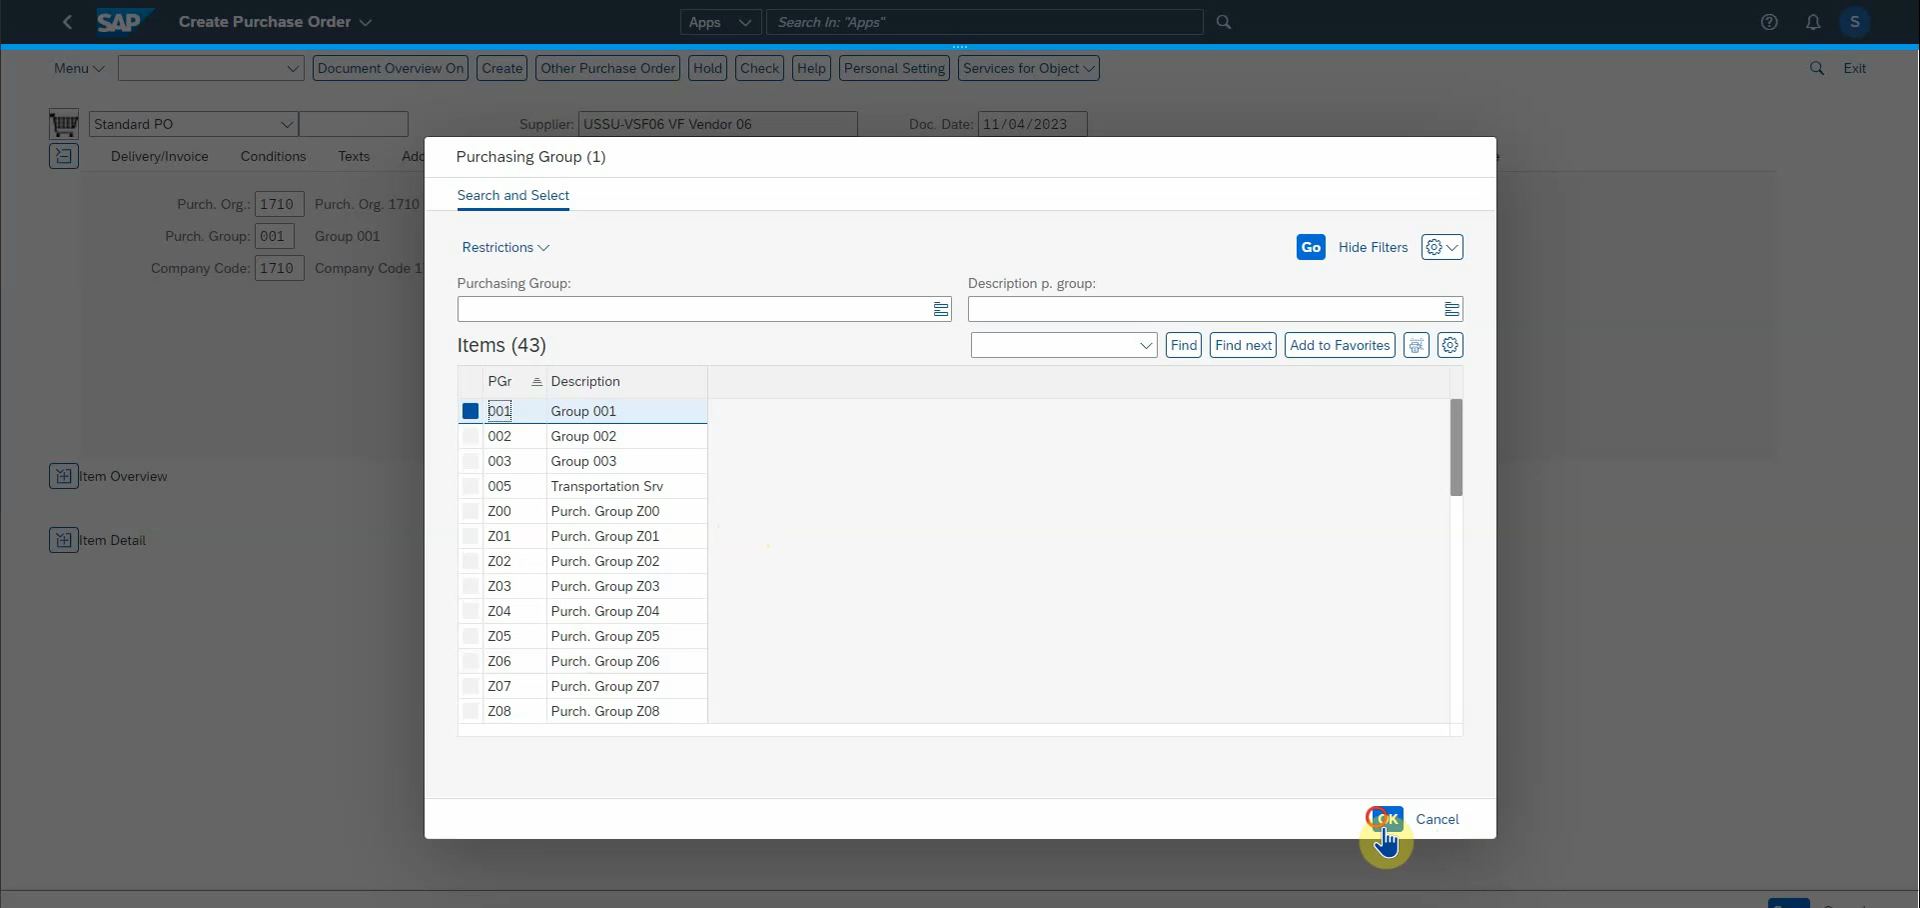 SAP Create Purchase Order Apps Search In: "Apps" S
Menu Document Overview On Create Other Purchase Order Hold Check Help Personal Setting Services for Object Exit
Standard PO Supplier: USSU-VSF06 VF Vendor 06 Doc. Date: 11/04/2023
Delivery/Invoice Conditions Texts
Purch. Org.: 1710 Purch. Org. 1710
Purch. Group: 001 Group 001
Company Code: 1710 Company Code 1
Item Overview
Item Detail
Purchasing Group (1)
Search and Select
Restrictions Go Hide Filters
Purchasing Group: Description p. group:
Items (43) Find Find next Add to Favorites
PGr Description
001 Group 001
002 Group 002
003 Group 003
005 Transportation Srv
Z00 Purch. Group Z00
Z01 Purch. Group Z01
Z02 Purch. Group Z02
Z03 Purch. Group Z03
Z04 Purch. Group Z04
Z05 Purch. Group Z05
Z06 Purch. Group Z06
Z07 Purch. Group Z07
Z08 Purch. Group Z08
OK Cancel